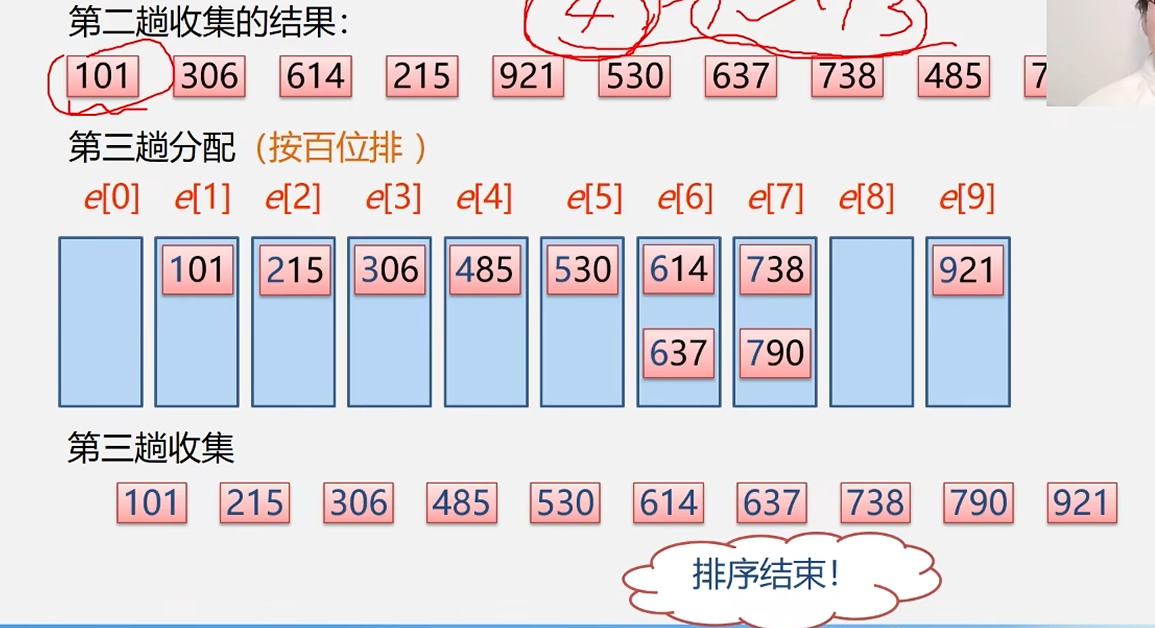 第二趟收集的结果：
101 306 614 215 921 530 637 738 485 7
第三趟分配（按百位排 ）
e[0] e[1] e[2] e[3] e[4] e[5] e[6] e[7] e[8] e[9]
101 215 306 485 530 614 738 921
637 790
第三趟收集
101 215 306 485 530 614 637 738 790 921
排序结束！